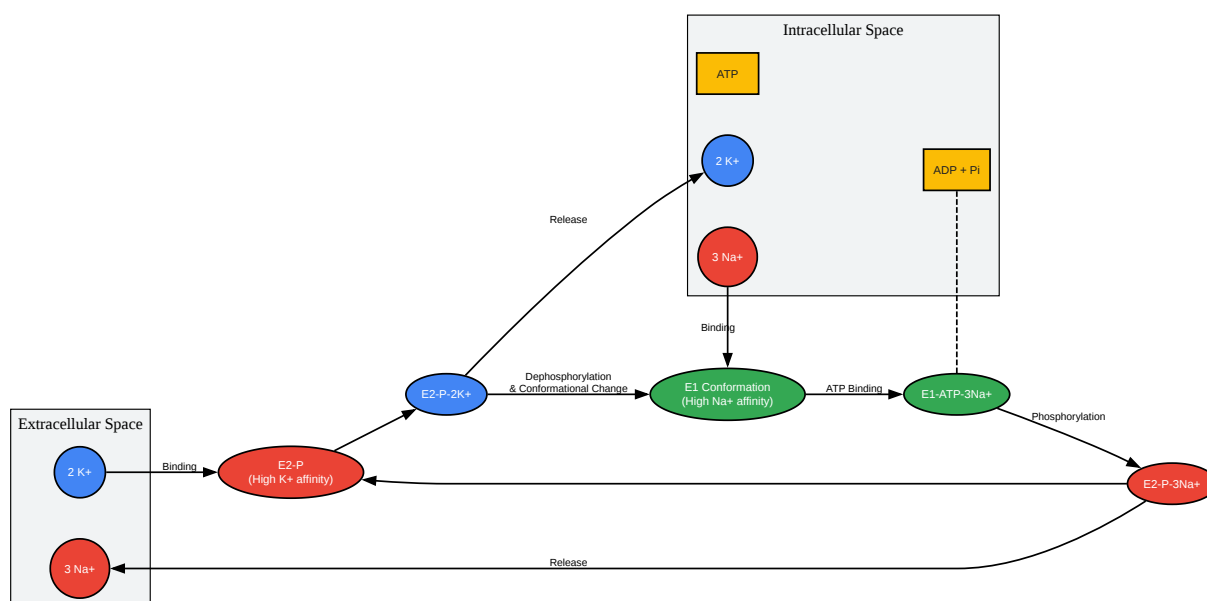 Intracellular Space
ATP
2 K+
ADP + Pi
Release
3 Na+
Binding
Dephosphorylation
& Conformational Change
E2-P-2K+
E1 Conformation
(High Na+ affinity)
ATP Binding
E1-ATP-3Na+
Phosphorylation
Extracellular Space
2 K+
Binding
E2-P
(High K+ affinity)
E2-P-3Na+
3 Na+
Release